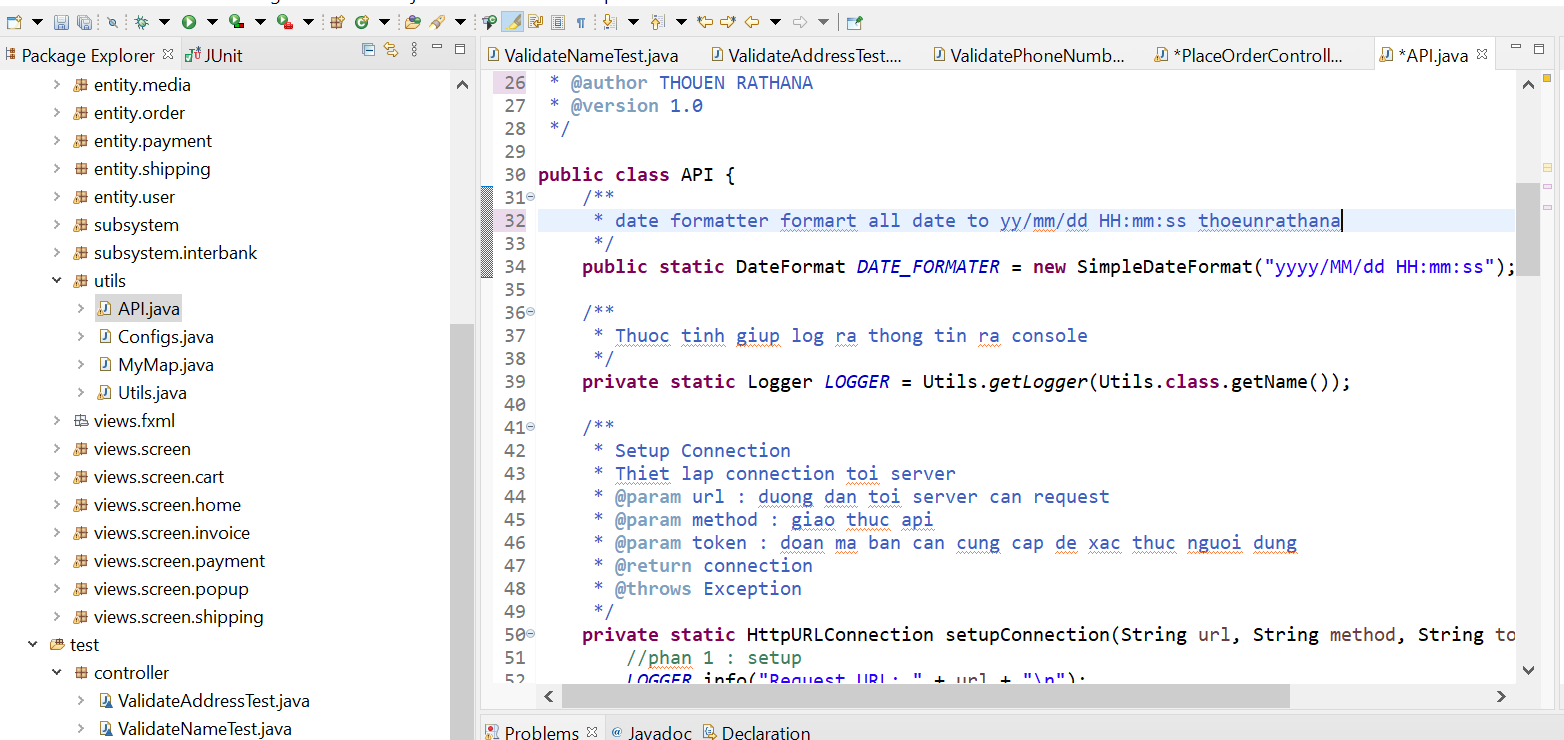 Package Explorer
JUnit
entity.media
entity.order
entity.payment
entity.shipping
entity.user
subsystem
subsystem.interbank
utils
API.java
Configs.java
MyMap.java
Utils.java
views.fxml
views.screen
views.screen.cart
views.screen.home
views.screen.invoice
views.screen.payment
views.screen.popup
views.screen.shipping
test
controller
ValidateAddressTest.java
ValidateNameTest.java
ValidateNameTest.java ValidateAddressTest.... ValidatePhoneNumb... *PlaceOrderControll... *API.java
26 * @author THOUEN RATHANA
27 * @version 1.0
28 */
29
30 public class API {
31 /**
32 * date formatter formart all date to yy/mm/dd HH:mm:ss thoeunrathana
33 */
34 public static DateFormat DATE_FORMATER = new SimpleDateFormat("yyyy/MM/dd HH:mm:ss");
35
36 /**
37 * Thuoc tinh giup log ra thong tin ra console
38 */
39 private static Logger LOGGER = Utils.getLogger(Utils.class.getName());
40
41 /**
42 * Setup Connection
43 * Thiet lap connection toi server
44 * @param url : duong dan toi server can request
45 * @param method : giao thuc api
46 * @param token : doan ma ban can cung cap de xac thuc nguoi dung
47 * @return connection
48 * @throws Exception
49 */
50 private static HttpURLConnection setupConnection(String url, String method, String to
51 //phan 1 : setup
52 LOGGER.info("Request URL: " + url + "\n");
Problems @ Javadoc Declaration